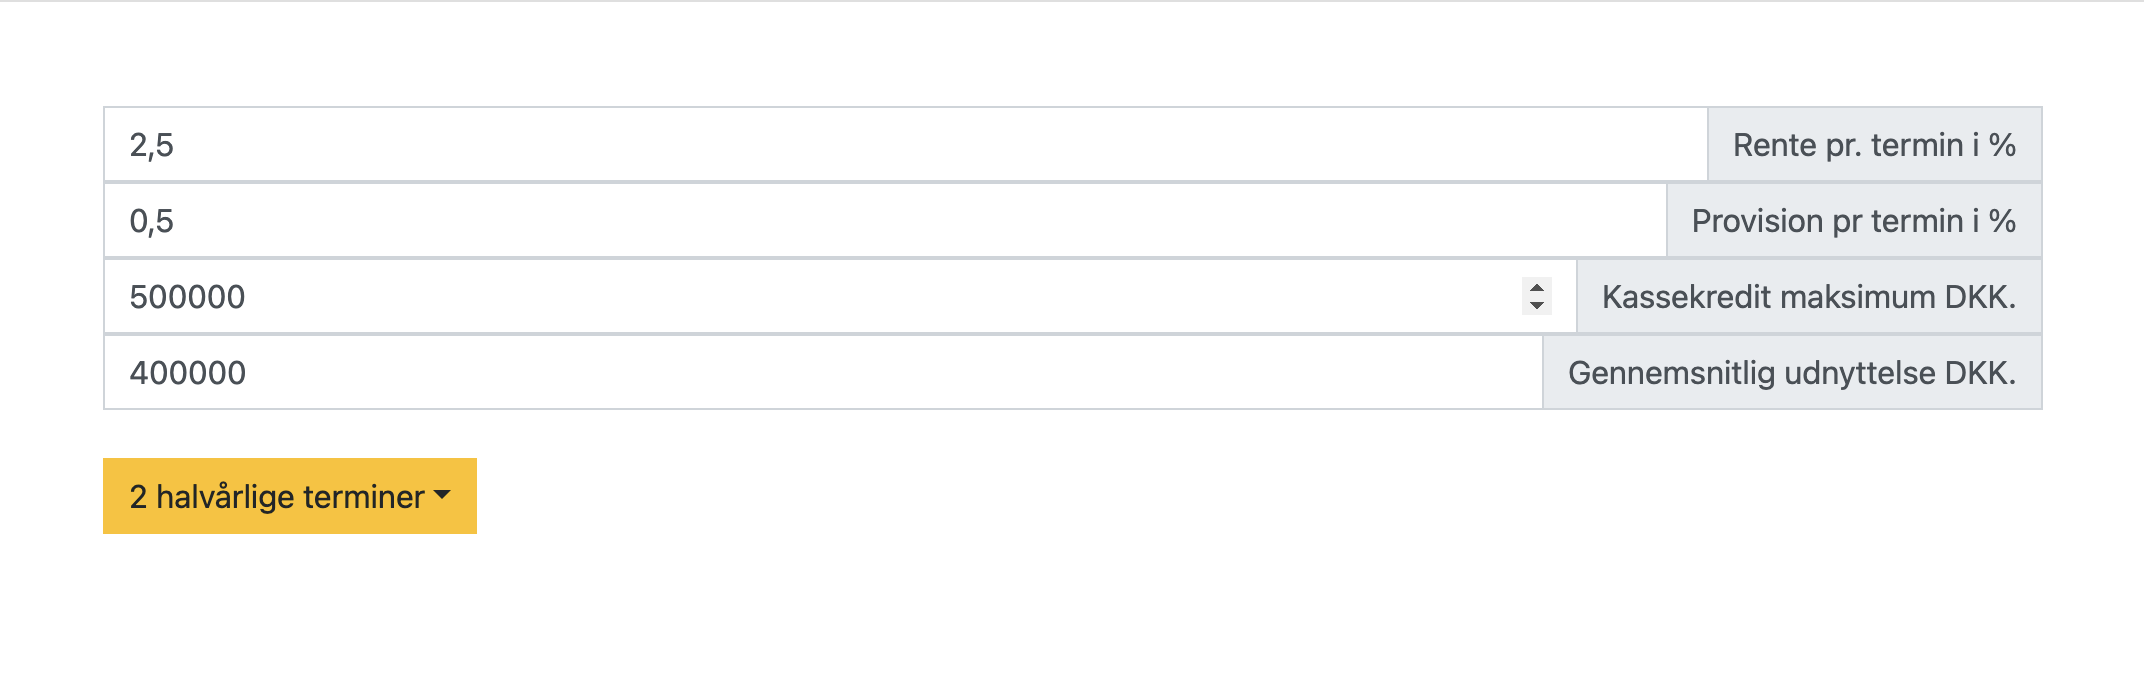 2,5 Rente pr. termin i %
0,5 Provision pr termin i %
500000 Kassekredit maksimum DKK.
400000 Gennemsnitlig udnyttelse DKK.
2 halvårlige terminer